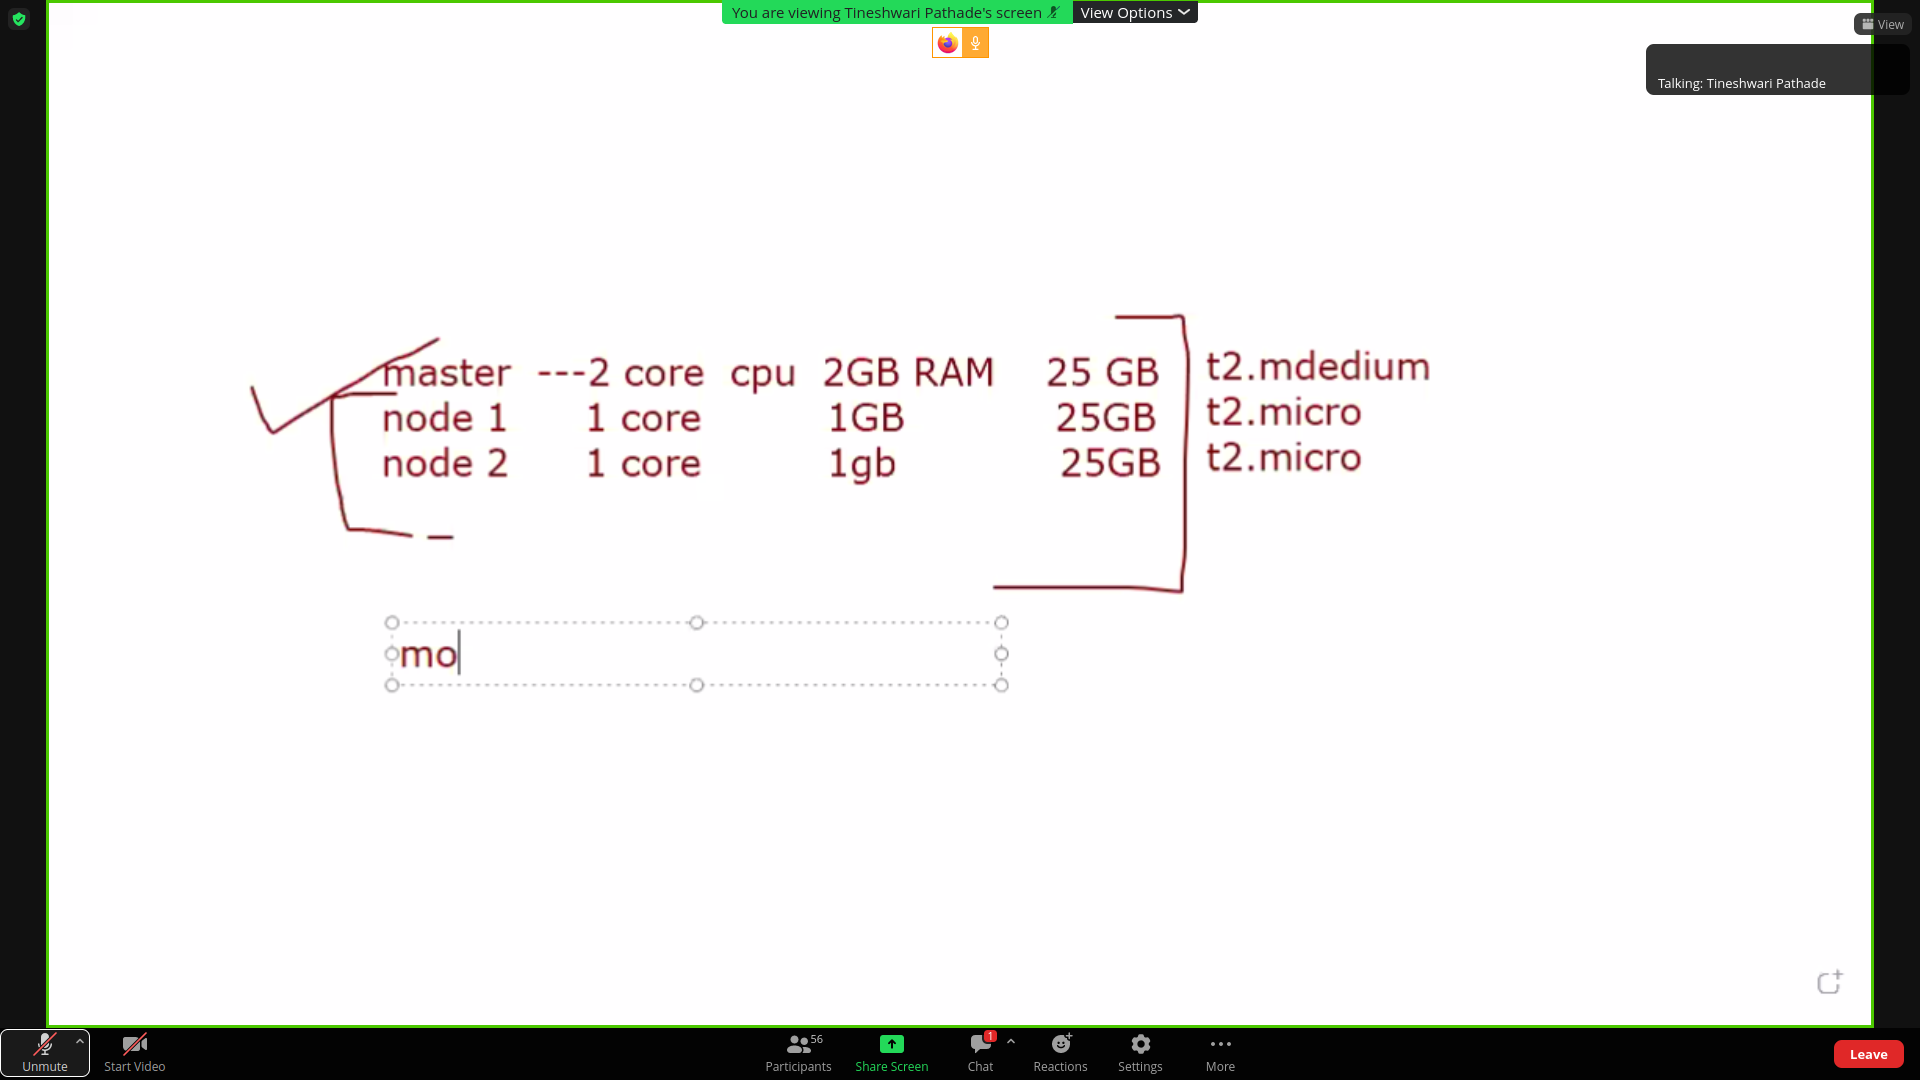 You are viewing Tineshwari Pathade's screen View Options
View
Talking: Tineshwari Pathade
master ---2 core cpu 2GB RAM 25 GB t2.mdedium
node 1 1 core 1GB 25GB t2.micro
node 2 1 core 1gb 25GB t2.micro
mo
Unmute
Start Video
56
Participants
Share Screen
1
Chat
Reactions
Settings
More
Leave